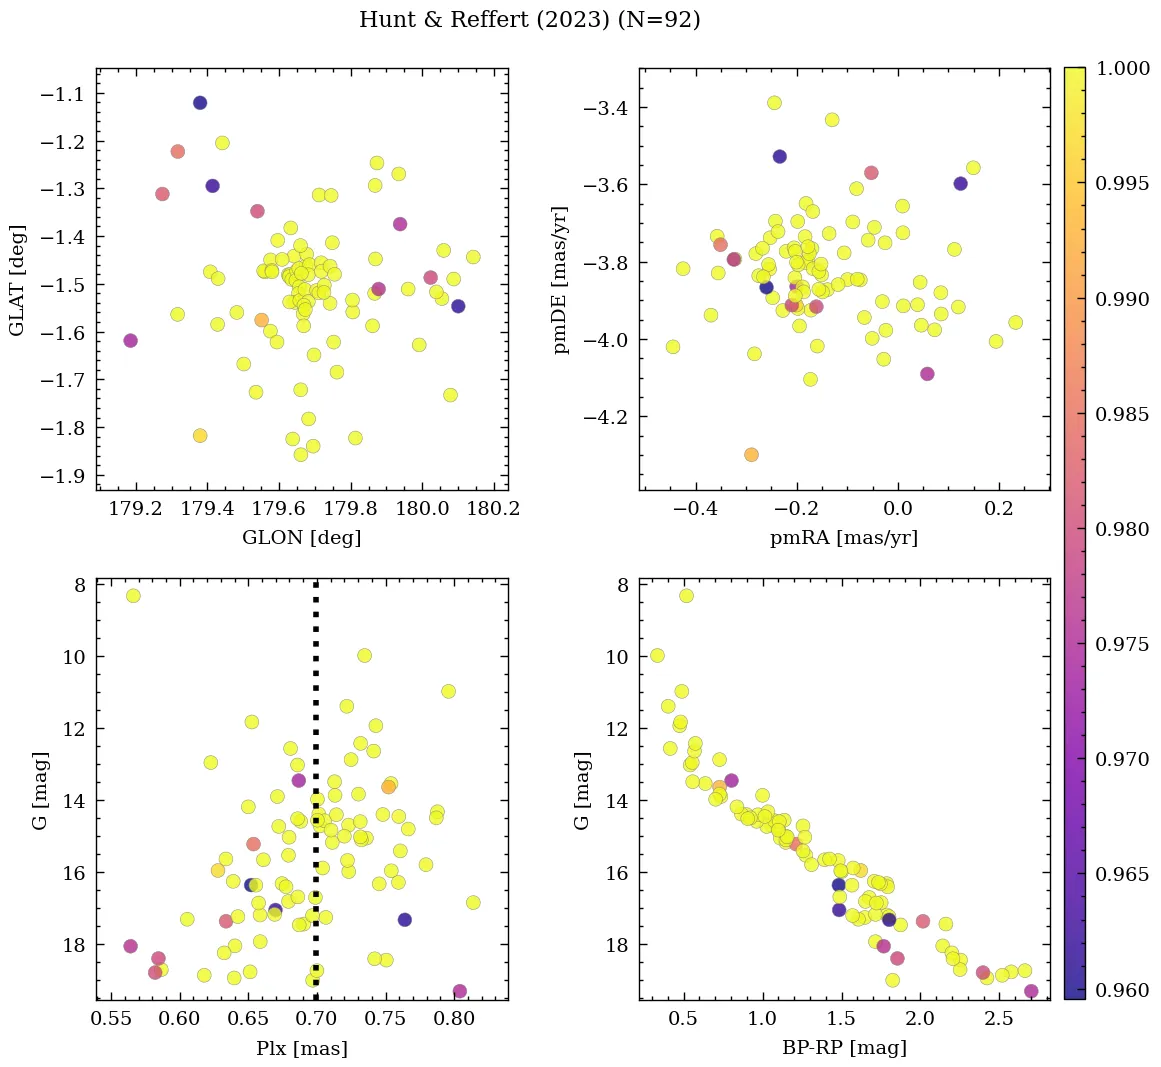 Hunt & Reffert (2023) (N=92)
−1.1
−1.2
−1.3
−1.4
−1.5
−1.6
−1.7
−1.8
−1.9
GLAT [deg]
179.2 179.4 179.6 179.8 180.0 180.2
GLON [deg]
−3.4
−3.6
−3.8
−4.0
−4.2
pmDE [mas/yr]
−0.4 −0.2 0.0 0.2
pmRA [mas/yr]
8
10
12
14
16
18
G [mag]
0.55 0.60 0.65 0.70 0.75 0.80
Plx [mas]
8
10
12
14
16
18
G [mag]
0.5 1.0 1.5 2.0 2.5
BP-RP [mag]
1.000
0.995
0.990
0.985
0.980
0.975
0.970
0.965
0.960